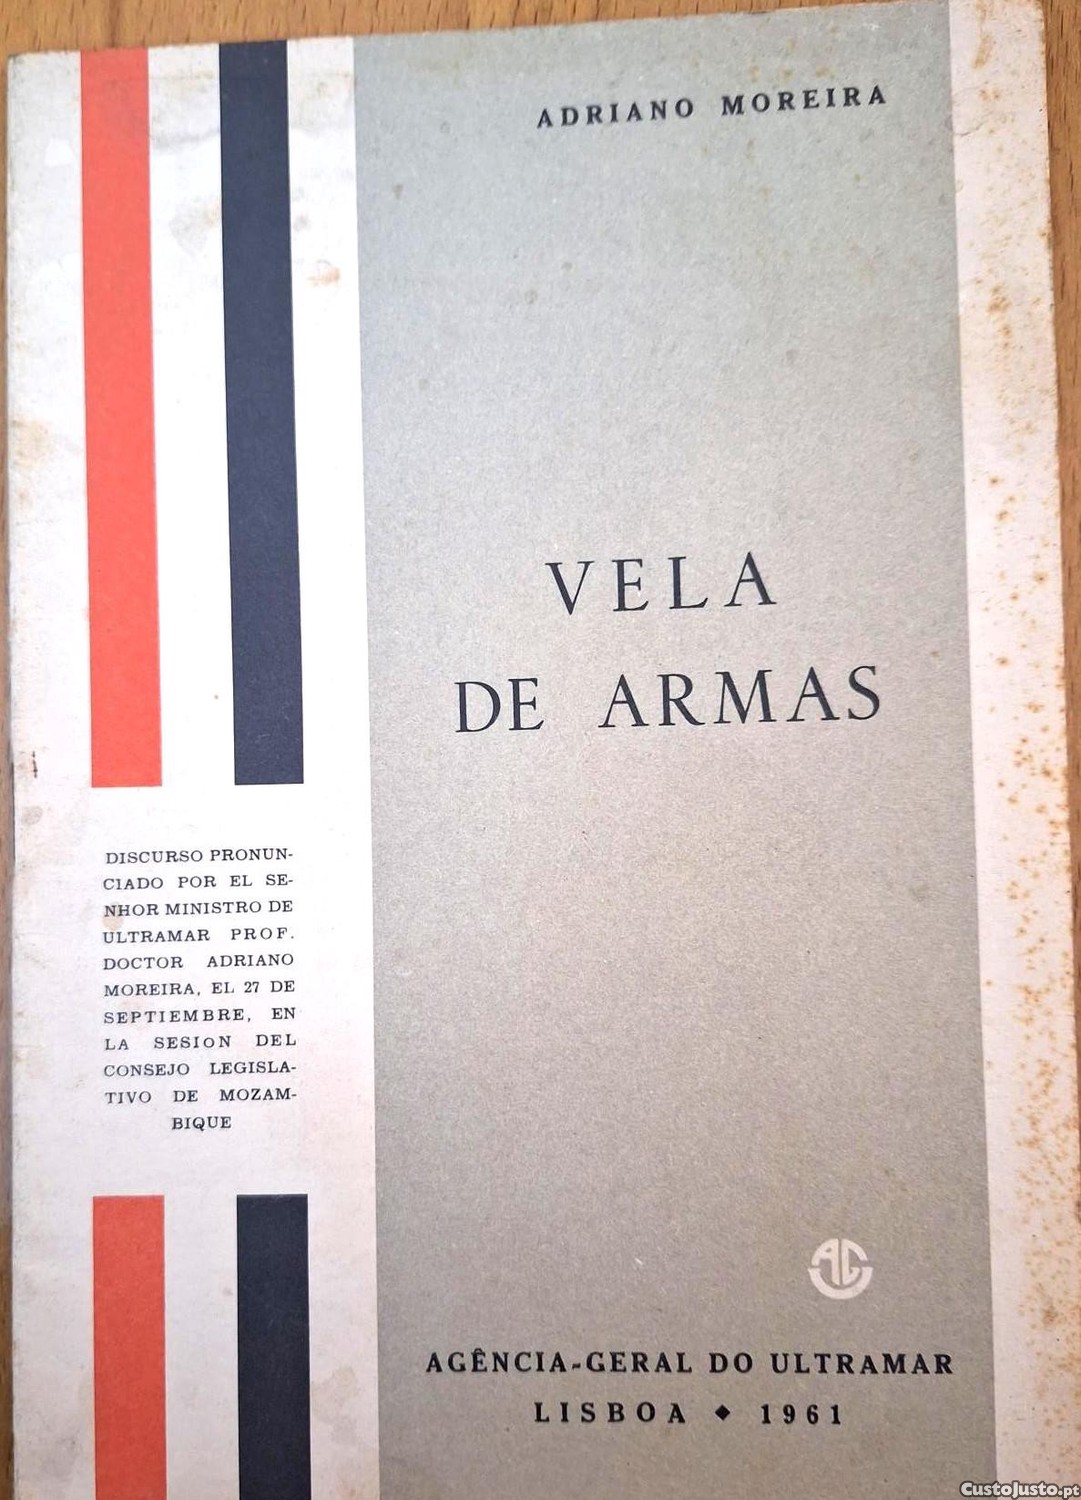 ADRIANO MOREIRA
VELA
DE ARMAS
DISCURSO PRONUN-
CIADO POR EL SE-
NHOR MINISTRO DE
ULTRAMAR PROF.
DOCTOR ADRIANO
MOREIRA, EL 27 DE
SEPTIEMBRE, EN
LA SESION DEL
CONSEJO LEGISLA-
TIVO DE MOZAM-
BIQUE
AG
AGÊNCIA-GERAL DO ULTRAMAR
LISBOA ◆ 1961
CustoJusto.pt